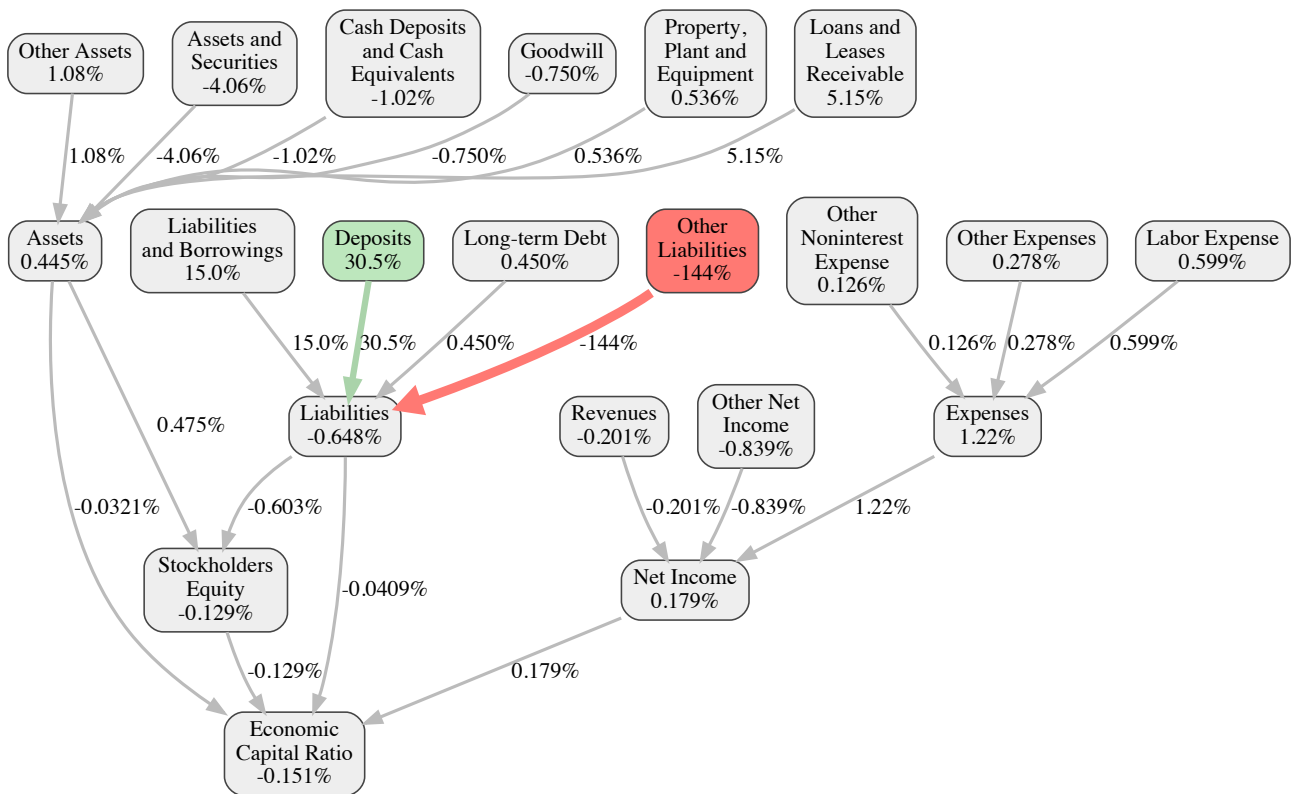 Other Assets
1.08%
Assets and
Securities
-4.06%
Cash Deposits
and Cash
Equivalents
-1.02%
Goodwill
-0.750%
Property,
Plant and
Equipment
0.536%
Loans and
Leases
Receivable
5.15%
1.08%
-4.06%
-1.02%
-0.750%
0.536%
5.15%
Assets
0.445%
Liabilities
and Borrowings
15.0%
Deposits
30.5%
Long-term Debt
0.450%
Other
Liabilities
-144%
Other
Noninterest
Expense
0.126%
Other Expenses
0.278%
Labor Expense
0.599%
15.0%
30.5%
0.450%
-144%
0.126%
0.278%
0.599%
0.475%
Liabilities
-0.648%
Revenues
-0.201%
Other Net
Income
-0.839%
Expenses
1.22%
-0.0321%
-0.603%
-0.201%
-0.839%
1.22%
Stockholders
Equity
-0.129%
-0.0409%
Net Income
0.179%
-0.129%
0.179%
Economic
Capital Ratio
-0.151%